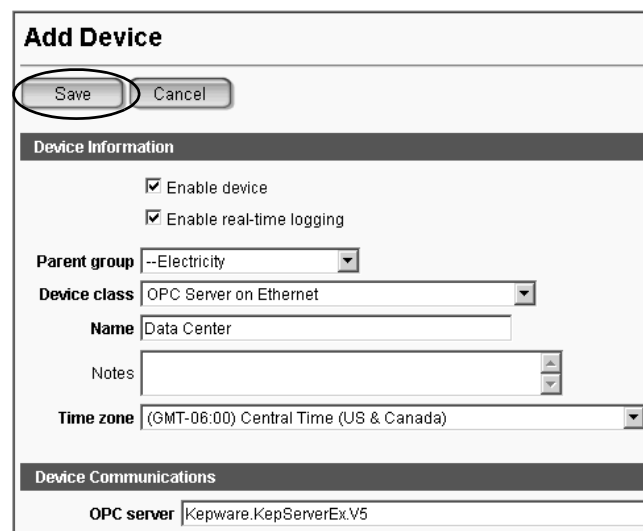 Add Device
Save Cancel
Device Information
Enable device
Enable real-time logging
Parent group --Electricity
Device class OPC Server on Ethernet
Name Data Center
Notes
Time zone (GMT-06:00) Central Time (US & Canada)
Device Communications
OPC server Kepware.KepServerEx.V5